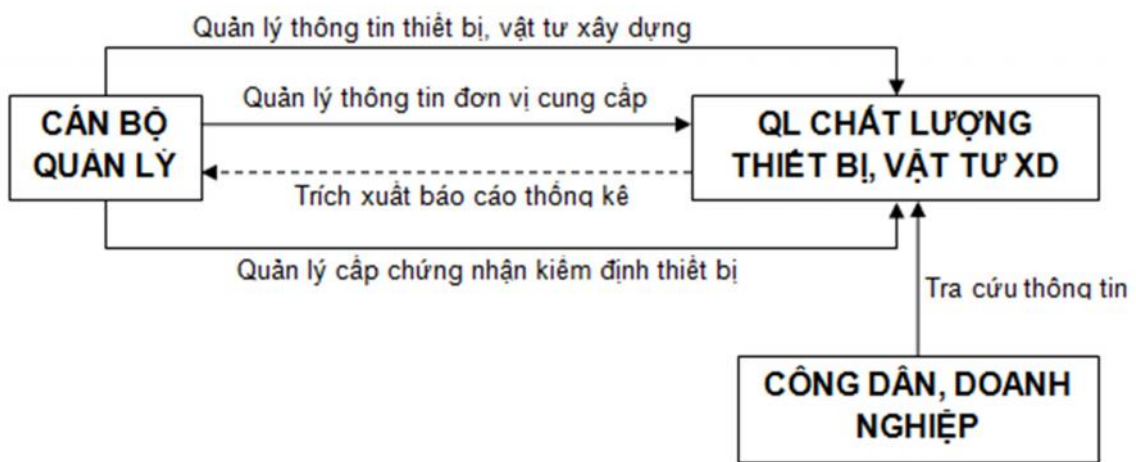 Quản lý thông tin thiết bị, vật tư xây dựng
CÁN BỘ
QUẢN LÝ
Quản lý thông tin đơn vị cung cấp
Trích xuất báo cáo thống kê
QL CHẤT LƯỢNG
THIẾT BỊ, VẬT TƯ XD
Quản lý cấp chứng nhận kiểm định thiết bị
Tra cứu thông tin
CÔNG DÂN, DOANH
NGHIỆP